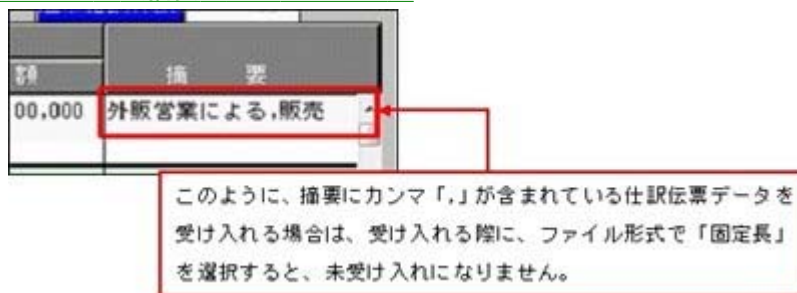 額
摘 要
00,000 外販営業による,販売
このように、摘要にカンマ「,」が含まれている仕訳伝票データを
受け入れる場合は、受け入れる際に、ファイル形式で「固定長」
を選択すると、未受け入れになりません。